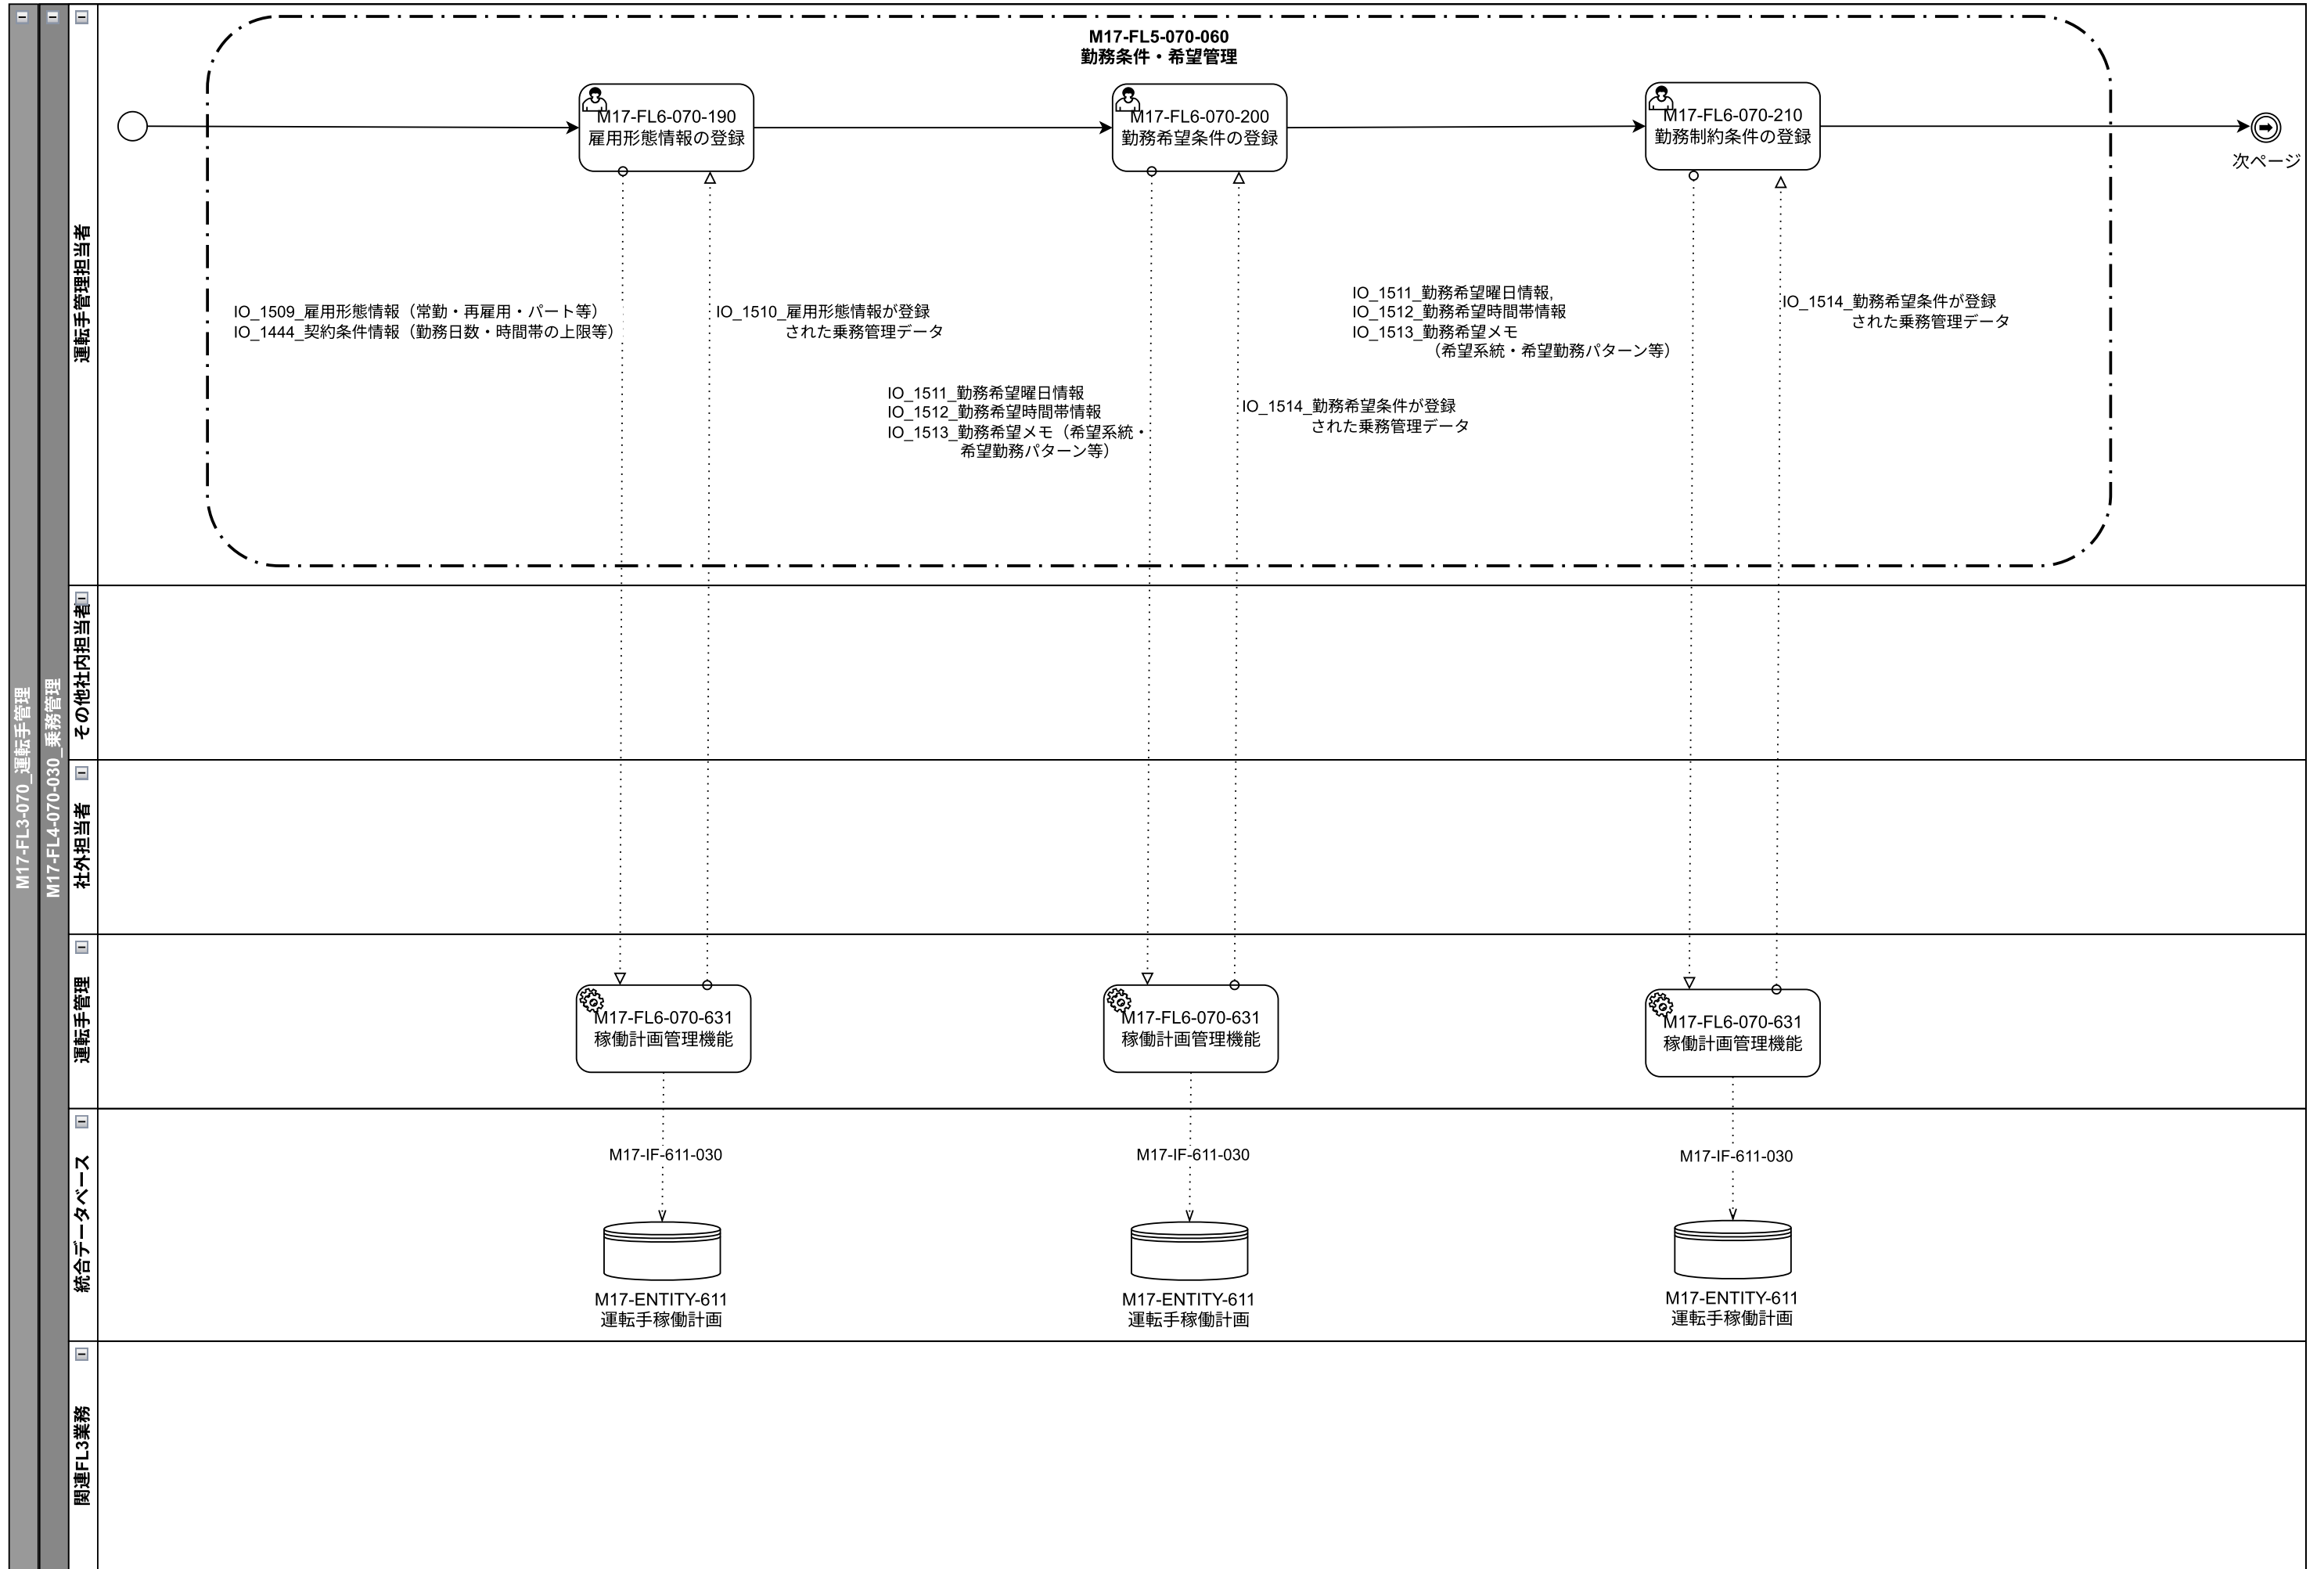 M17-FL3-070_運転手管理
M17-FL4-070-030_乗務管理
運転手管理担当者
M17-FL5-070-060
勤務条件・希望管理
M17-FL6-070-190
雇用形態情報の登録
M17-FL6-070-200
勤務希望条件の登録
M17-FL6-070-210
勤務制約条件の登録
次ページ
IO_1509_雇用形態情報（常勤・再雇用・パート等）
IO_1444_契約条件情報（勤務日数・時間帯の上限等）
IO_1510_雇用形態情報が登録
された乗務管理データ
IO_1511_勤務希望曜日情報
IO_1512_勤務希望時間帯情報
IO_1513_勤務希望メモ（希望系統・
希望勤務パターン等）
IO_1514_勤務希望条件が登録
された乗務管理データ
IO_1511_勤務希望曜日情報,
IO_1512_勤務希望時間帯情報
IO_1513_勤務希望メモ
（希望系統・希望勤務パターン等）
IO_1514_勤務希望条件が登録
された乗務管理データ
その他社内担当者
社外担当者
運転手管理
M17-FL6-070-631
稼働計画管理機能
M17-FL6-070-631
稼働計画管理機能
M17-FL6-070-631
稼働計画管理機能
統合データベース
M17-IF-611-030
M17-IF-611-030
M17-IF-611-030
M17-ENTITY-611
運転手稼働計画
M17-ENTITY-611
運転手稼働計画
M17-ENTITY-611
運転手稼働計画
関連FL3業務